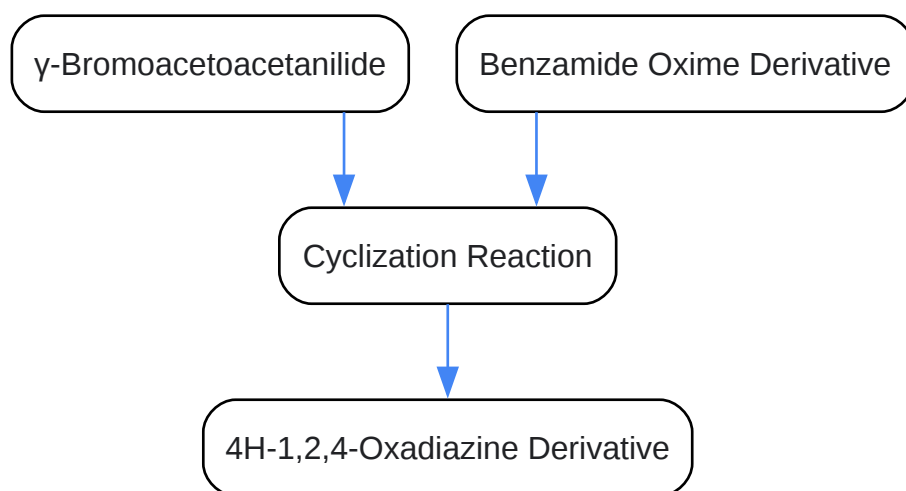 γ-Bromoacetoacetanilide
Benzamide Oxime Derivative
Cyclization Reaction
4H-1,2,4-Oxadiazine Derivative